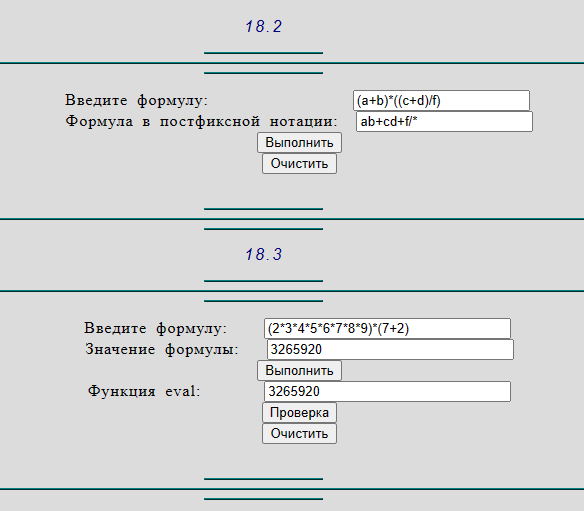 18.2
Введите формулу: (a+b)*((c+d)/f)
Формула в постфиксной нотации: ab+cd+f/*
Выполнить
Очистить
18.3
Введите формулу: (2*3*4*5*6*7*8*9)*(7+2)
Значение формулы: 3265920
Выполнить
Функция eval: 3265920
Проверка
Очистить